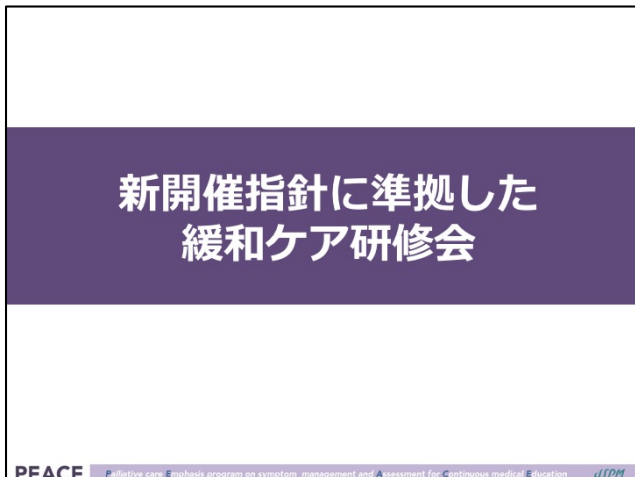 新開催指針に準拠した
緩和ケア研修会
PEACE
Palliative care Emphasis program on symptom management and Assessment for Continuous medical Education
JSPM